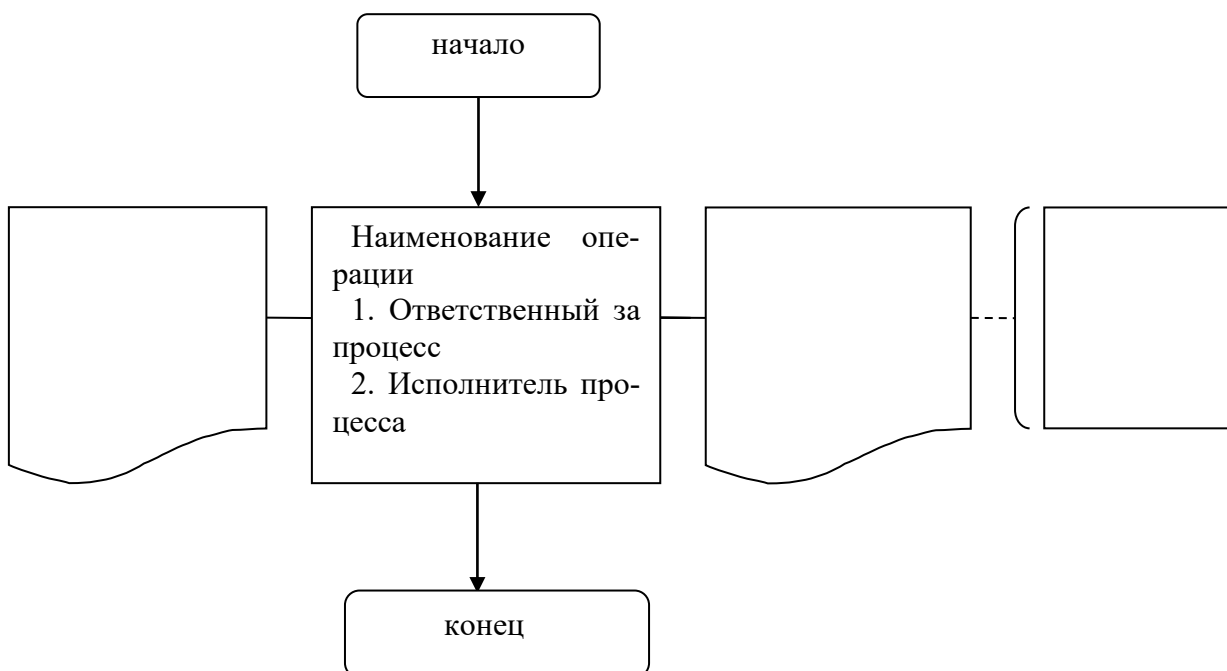 начало
Наименование опе-
рации
1. Ответственный за
процесс
2. Исполнитель про-
цесса
конец